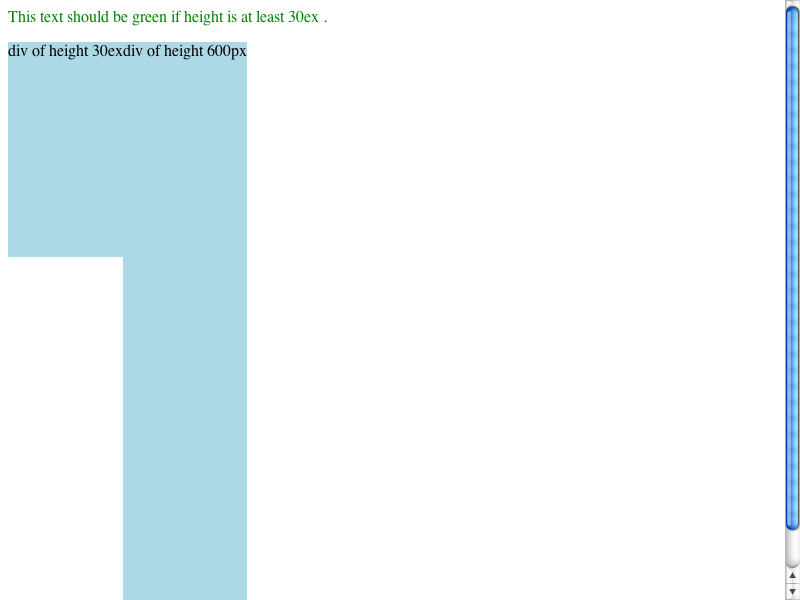 This text should be green if height is at least 30ex .
div of height 30exdiv of height 600px